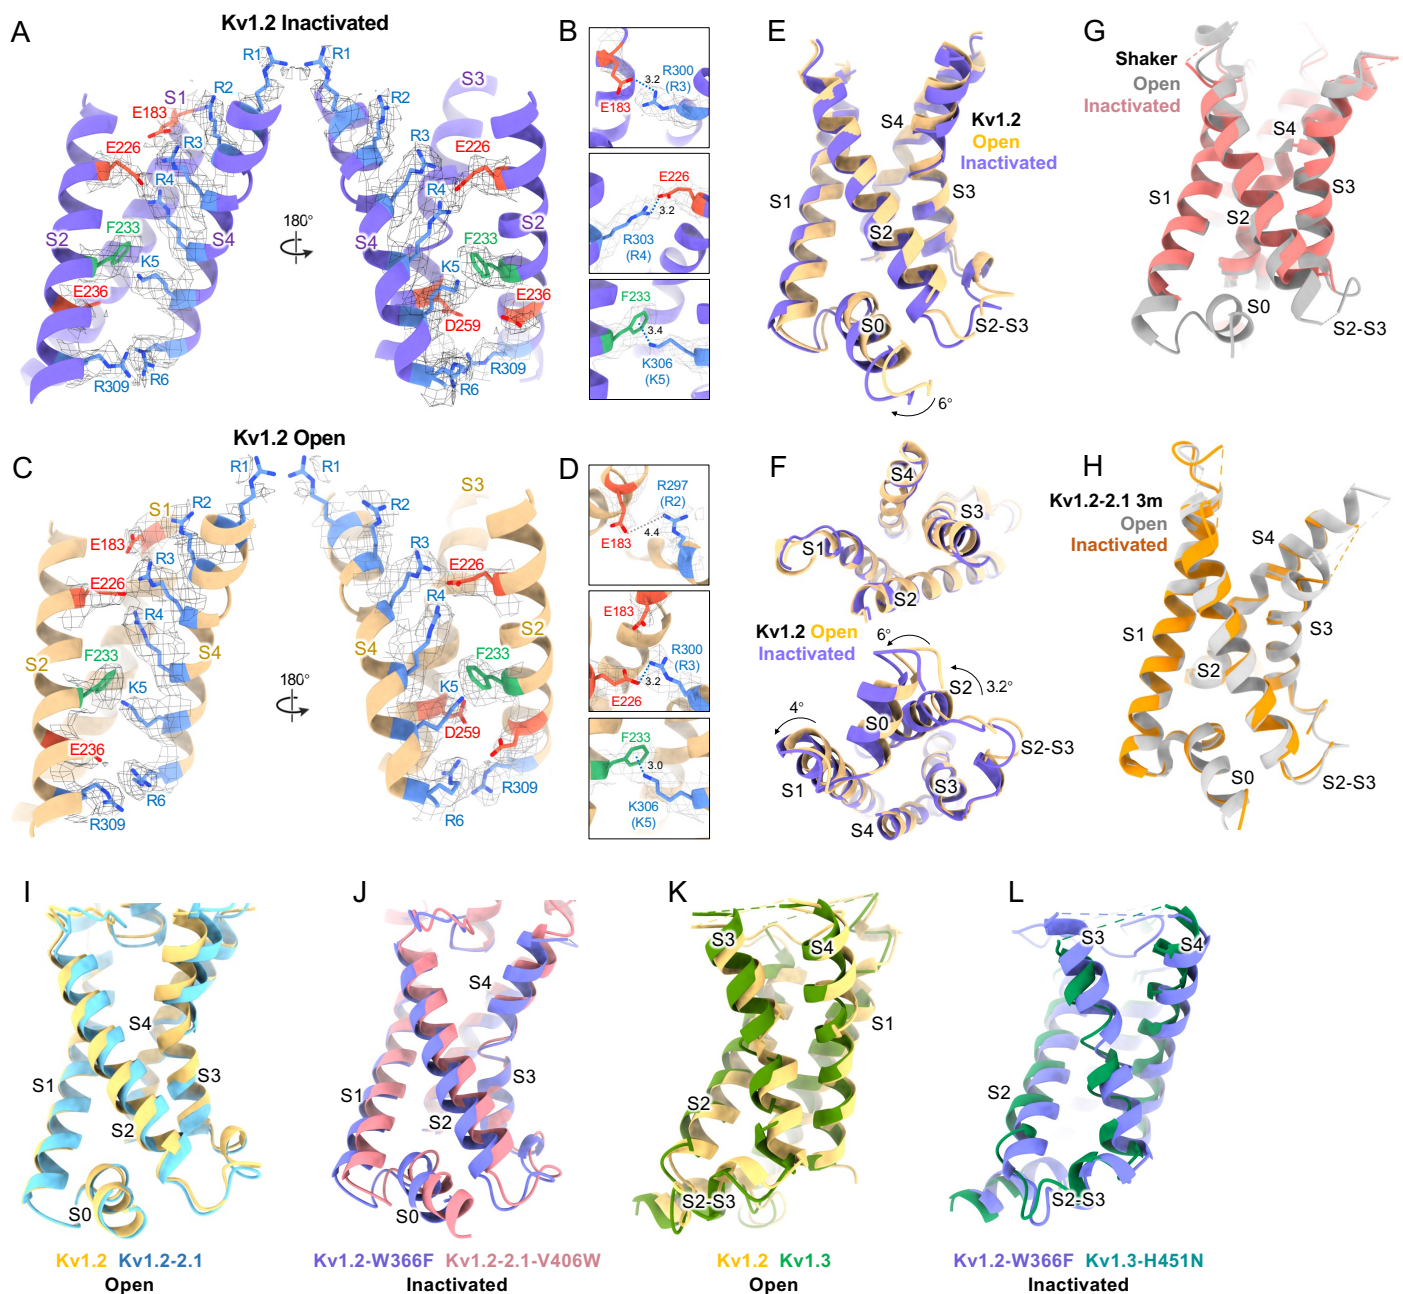 A
Kv1.2 Inactivated
R1
R1
S3
S1
R2
R2
E183
R3
R3
E226
E226
R4
R4
F233
S2
S2
S4
S4
F233
K5
K5
180°
E236
E236
D259
R309
R6
R309
R6
B
3.2
R300
(R3)
E183
E226
3.2
R303
(R4)
F233
3.4
K306
(K5)
C
Kv1.2 Open
R1
R1
S3
S1
R2
R2
E183
R3
R3
E226
E226
R4
R4
S2
S4
S4
S2
F233
F233
K5
K5
180°
D259
E236
R6
R309
R309
R6
D
R297
(R2)
4.4
E183
E183
R300
(R3)
3.2
E226
F233
3.0
K306
(K5)
E
S4
Kv1.2
Open
Inactivated
S1
S3
S2
S0
S2-S3
6°
F
S4
S3
S1
S2
Kv1.2 Open
Inactivated
6°
S2
3.2°
4°
S0
S2-S3
S1
S3
S4
G
Shaker
Open
Inactivated
S4
S1
S3
S2
S0
S2-S3
H
Kv1.2-2.1 3m
Open
Inactivated
S4
S1
S3
S2
S0
S2-S3
I
S4
S1
S3
S2
S0
Kv1.2 Kv1.2-2.1
Open
J
S4
S3
S1
S2
S0
Kv1.2-W366F Kv1.2-2.1-V406W
Inactivated
K
S3
S4
S1
S2
S2-S3
Kv1.2 Kv1.3
Open
L
S3
S4
S2
S2-S3
Kv1.2-W366F Kv1.3-H451N
Inactivated